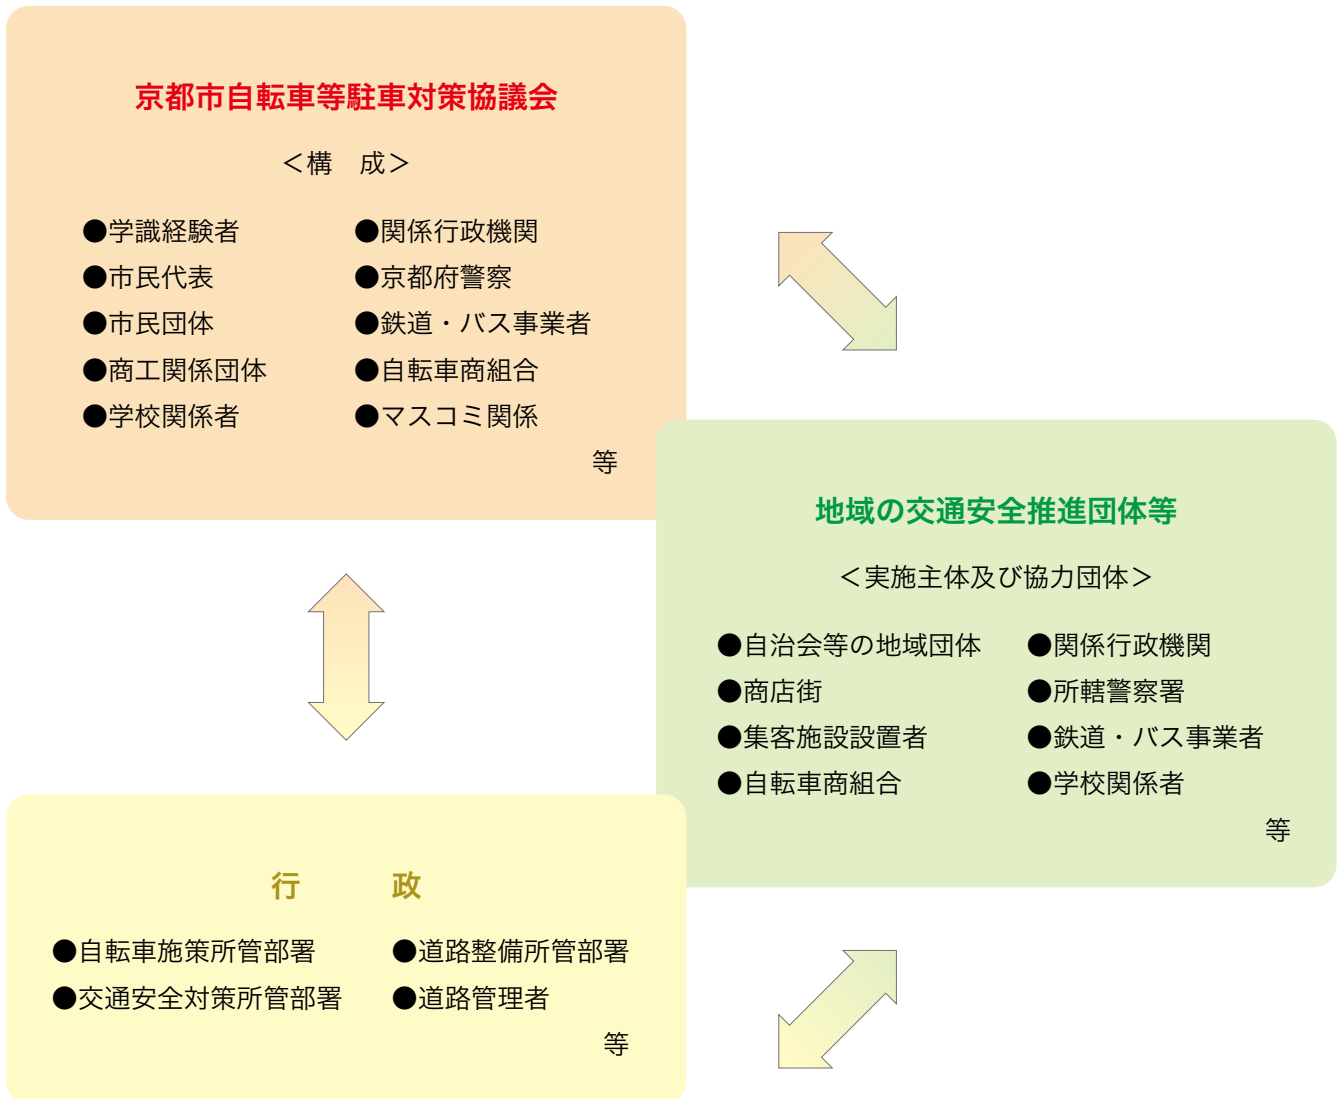 京都市自転車等駐車対策協議会
＜構　成＞
●学識経験者　●関係行政機関
●市民代表　●京都府警察
●市民団体　●鉄道・バス事業者
●商工関係団体　●自転車商組合
●学校関係者　●マスコミ関係
等
地域の交通安全推進団体等
＜実施主体及び協力団体＞
●自治会等の地域団体　●関係行政機関
●商店街　●所轄警察署
●集客施設設置者　●鉄道・バス事業者
●自転車商組合　●学校関係者
等
行　政
●自転車施策所管部署　●道路整備所管部署
●交通安全対策所管部署　●道路管理者
等